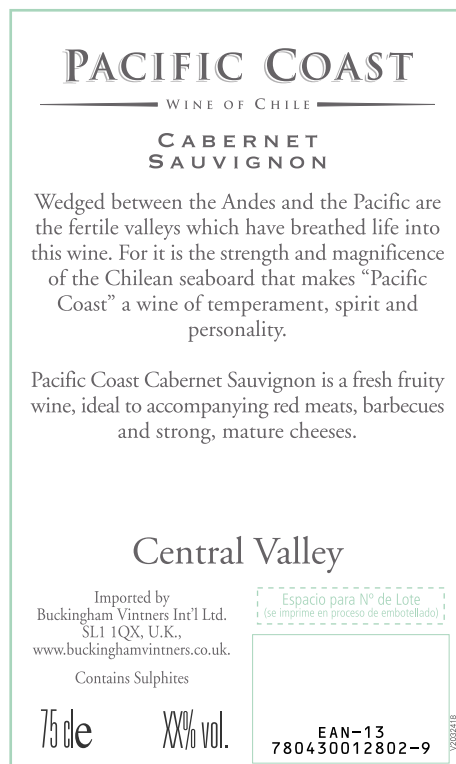 PACIFIC COAST
WINE OF CHILE
CABERNET
SAUVIGNON
Wedged between the Andes and the Pacific are
the fertile valleys which have breathed life into
this wine. For it is the strength and magnificence
of the Chilean seaboard that makes “Pacific
Coast” a wine of temperament, spirit and
personality.
Pacific Coast Cabernet Sauvignon is a fresh fruity
wine, ideal to accompanying red meats, barbecues
and strong, mature cheeses.
Central Valley
Imported by
Buckingham Vintners Int’l Ltd.
SL1 1QX, U.K.,
www.buckinghamvintners.co.uk.
Contains Sulphites
75 cle
XX% vol.
Espacio para Nº de Lote
(se imprime en proceso de embotellado)
EAN-13
780430012802-9
V2032418